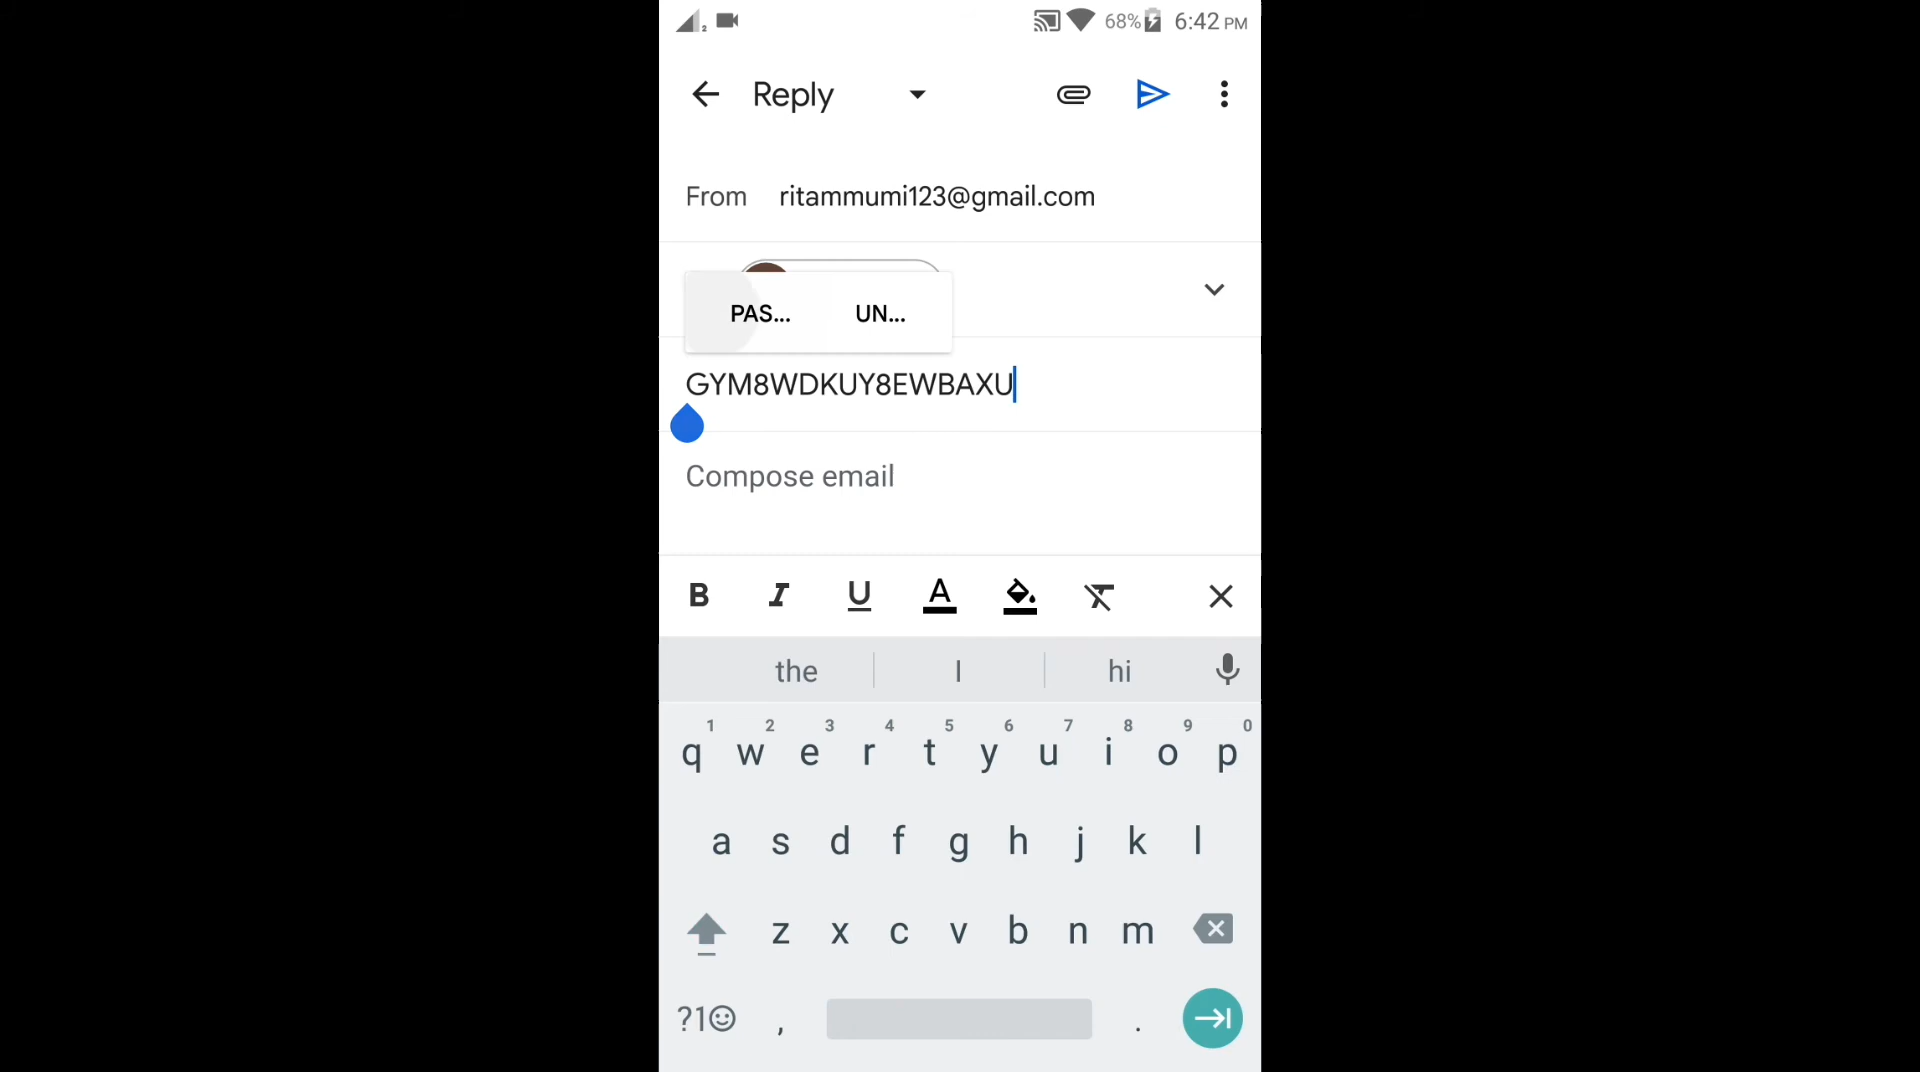 2
68% 6:42 PM
Reply
From ritammumi123@gmail.com
PAS... UN...
GYM8WDKUY8EWBAXU
Compose email
B I U A
the I hi
1 2 3 4 5 6 7 8 9 0
q w e r t y u i o p
a s d f g h j k l
z x c v b n m
?1 , .